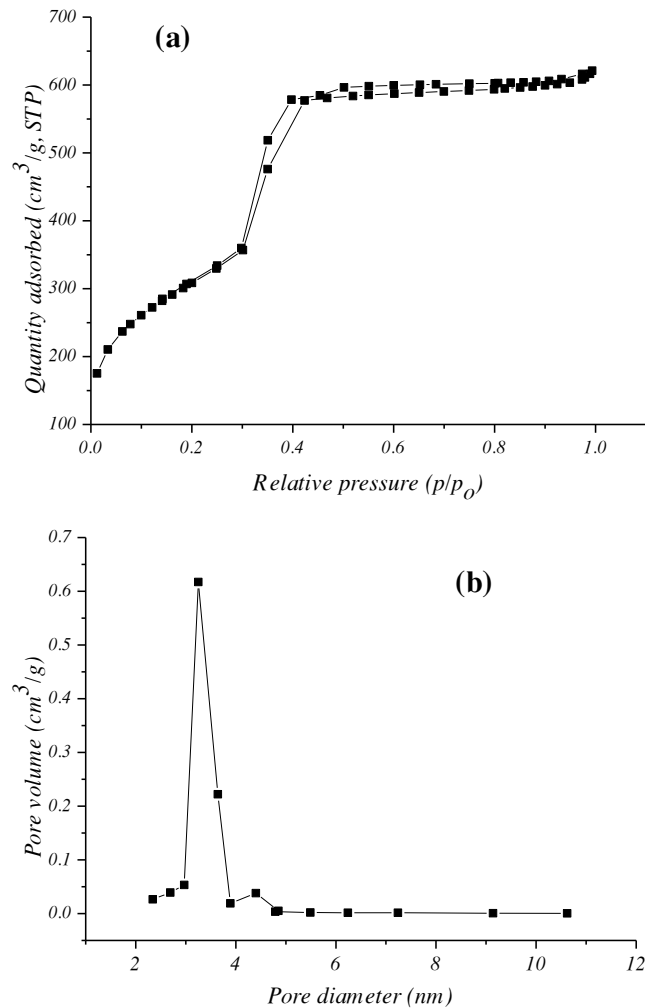 (a)
Quantity adsorbed (cm³/g, STP)
700
600
500
400
300
200
100
0.0 0.2 0.4 0.6 0.8 1.0
Relative pressure (p/pₒ)
(b)
Pore volume (cm³/g)
0.7
0.6
0.5
0.4
0.3
0.2
0.1
0.0
2 4 6 8 10 12
Pore diameter (nm)